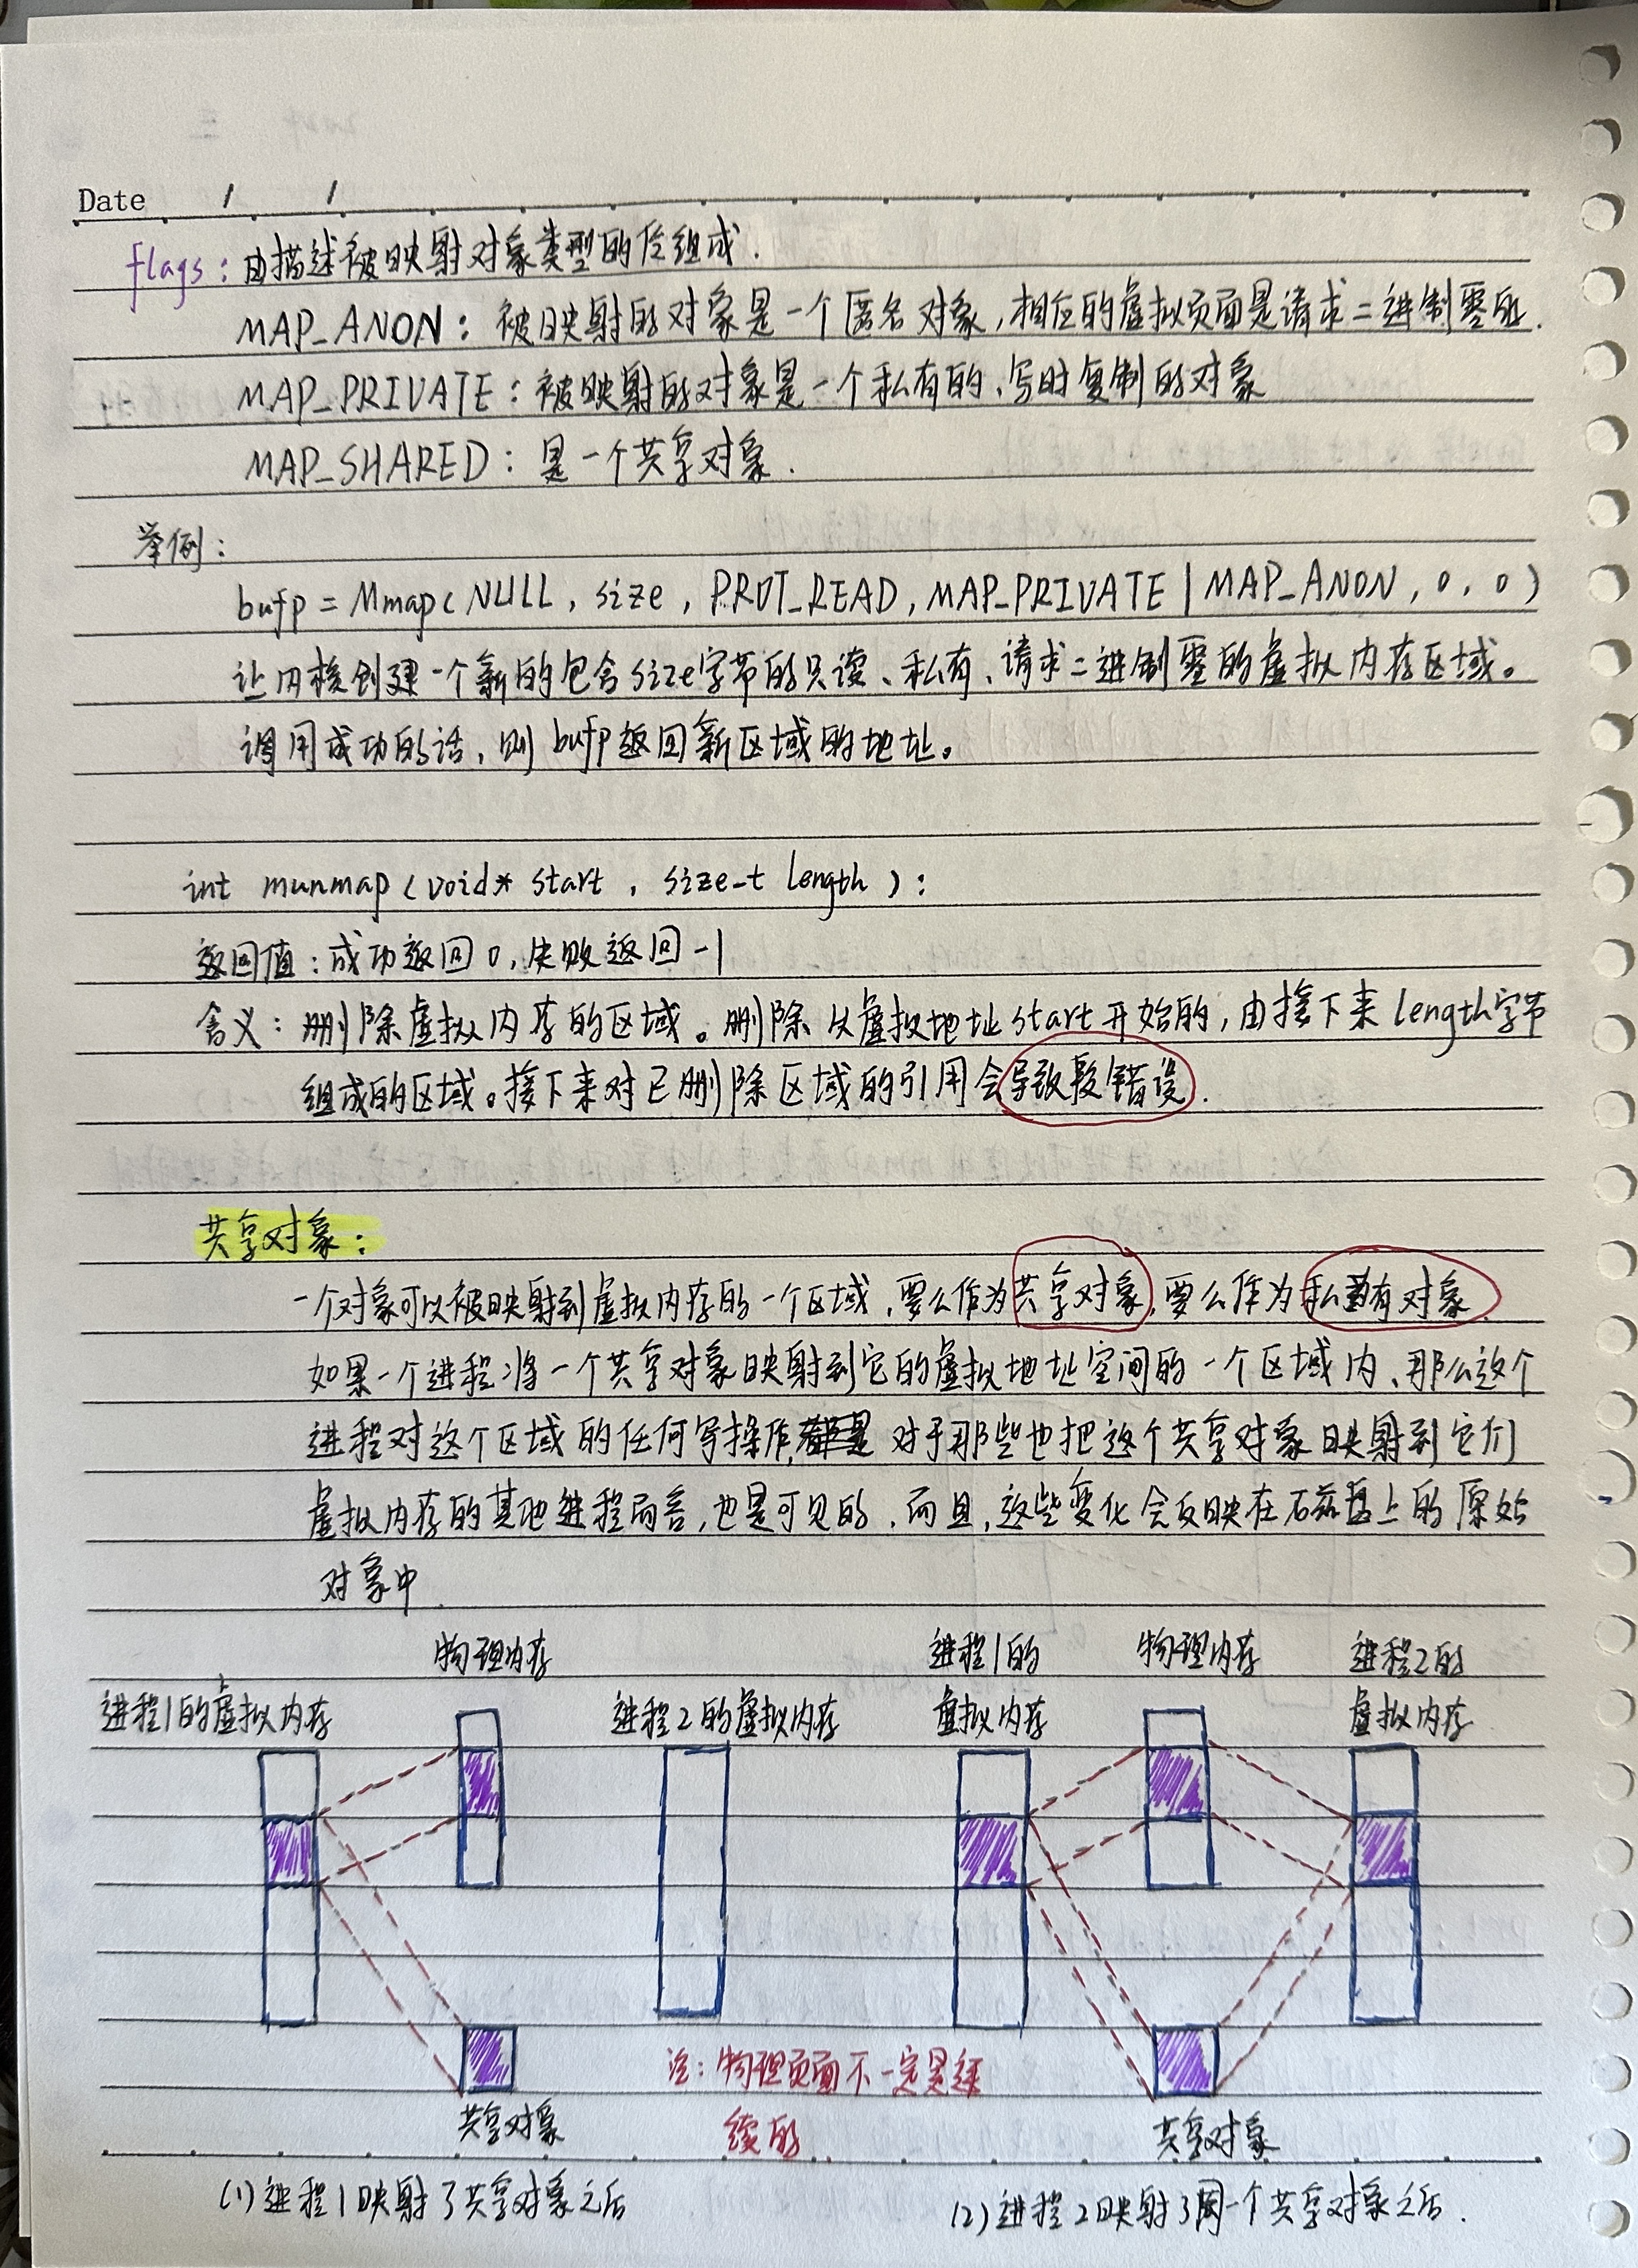 Date / /
flags：由描述被映射对象类型的位组成.
MAP_ANON：被映射的对象是一个匿名对象,相应的虚拟页面是请求二进制零的.
MAP_PRIVATE：被映射的对象是一个私有的、写时复制的对象
MAP_SHARED：是一个共享对象.
举例：
bufp = Mmap(NULL, size, PROT_READ, MAP_PRIVATE | MAP_ANON, 0, 0)
让内核创建一个新的包含size字节的只读、私有、请求二进制零的虚拟内存区域。
调用成功的话,则bufp返回新区域的地址。
int munmap(void* start, size_t length):
返回值：成功返回0,失败返回-1
含义：删除虚拟内存的区域。删除从虚拟地址start开始的,由接下来length字节
组成的区域。接下来对已删除区域的引用会导致段错误.
共享对象：
一个对象可以被映射到虚拟内存的一个区域,要么作为共享对象,要么作为私有对象.
如果一个进程将一个共享对象映射到它的虚拟地址空间的一个区域内、那么这个
进程对这个区域的任何写操作,对于那些也把这个共享对象映射到它们
虚拟内存的其他进程而言,也是可见的.而且,这些变化会反映在磁盘上的原始
对象中.
物理内存 进程1的 物理内存 进程2的
进程1的虚拟内存 进程2的虚拟内存 虚拟内存 虚拟内存
注：物理页面不一定是连
续的.
共享对象 共享对象
(1)进程1映射了共享对象之后 (2)进程2映射了同一个共享对象之后.